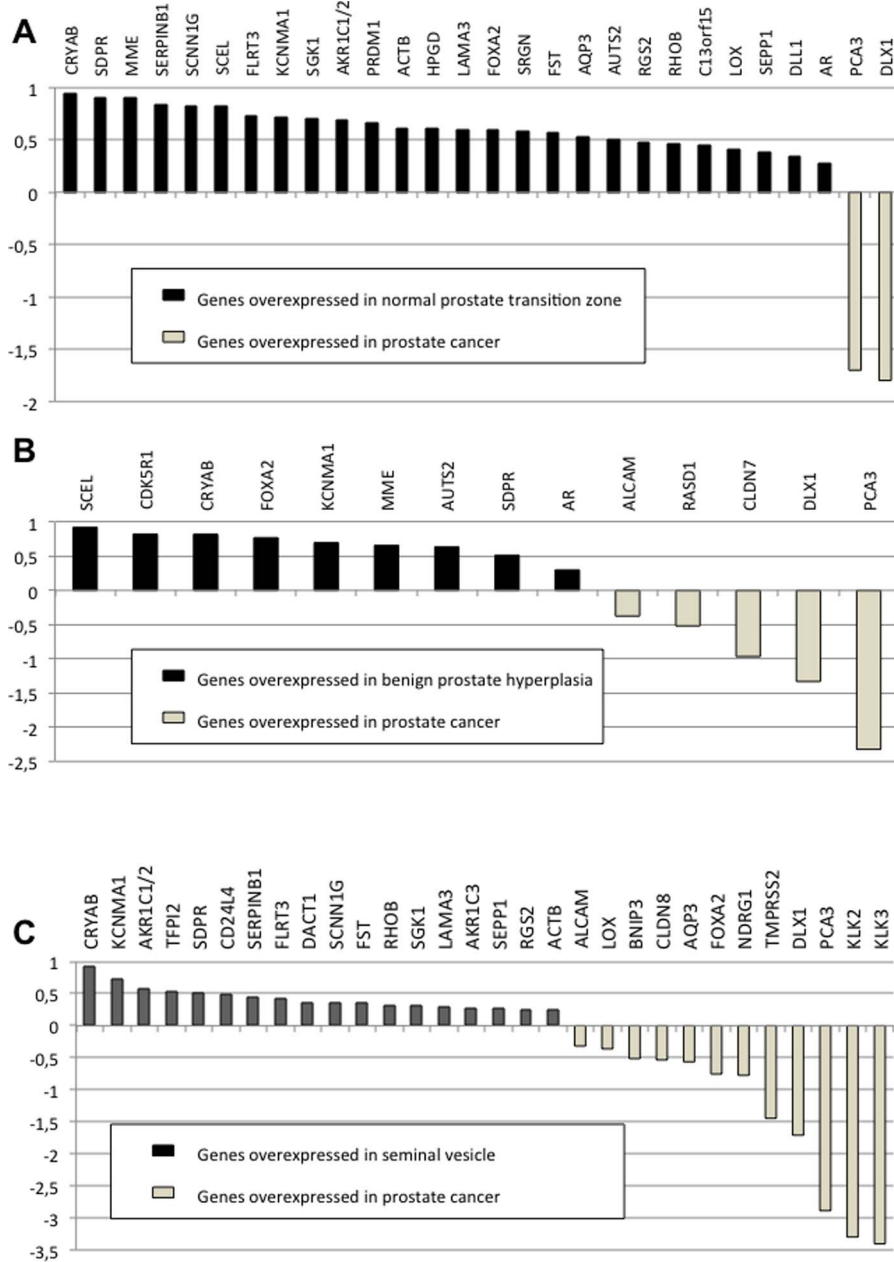 A
CRYAB SDPR MME SERPINB1 SCNN1G SCEL FLRT3 KCNMA1 SGK1 AKR1C1/2 PRDM1 ACTB HPGD LAMA3 FOXA2 SRGN FST AQP3 AUTS2 RGS2 RHOB C13orf15 LOX SEPP1 DLL1 AR PCA3 DLX1
1
0,5
0
-0,5
-1
-1,5
-2
Genes overexpressed in normal prostate transition zone
Genes overexpressed in prostate cancer
B
SCEL CDK5R1 CRYAB FOXA2 KCNMA1 MME AUTS2 SDPR AR ALCAM RASD1 CLDN7 DLX1 PCA3
1
0,5
0
-0,5
-1
-1,5
-2
-2,5
Genes overexpressed in benign prostate hyperplasia
Genes overexpressed in prostate cancer
C
CRYAB KCNMA1 AKR1C1/2 TFPI2 SDPR CD24L4 SERPINB1 FLRT3 DACT1 SCNN1G FST RHOB SGK1 LAMA3 AKR1C3 SEPP1 RGS2 ACTB ALCAM LOX BNIP3 CLDN8 AQP3 FOXA2 NDRG1 TMPRSS2 DLX1 PCA3 KLK2 KLK3
1
0,5
0
-0,5
-1
-1,5
-2
-2,5
-3
-3,5
Genes overexpressed in seminal vesicle
Genes overexpressed in prostate cancer